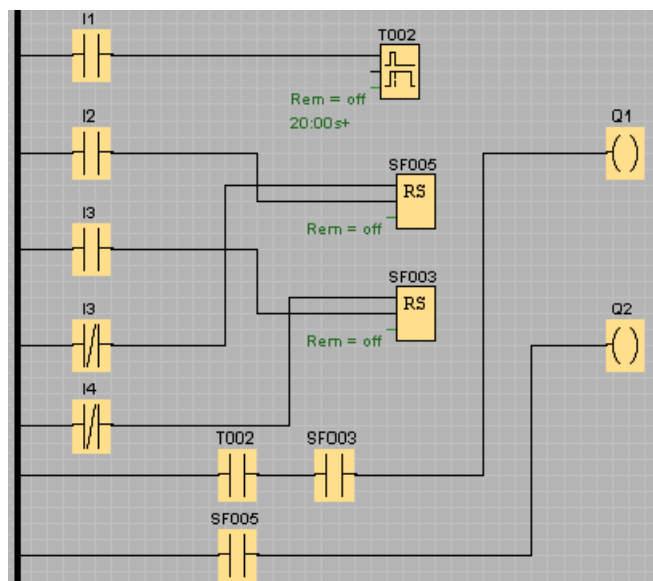 I1
T002
Rem = off
20:00s+
I2
Q1
SF005
RS
Rem = off
I3
SF003
RS
Rem = off
I3
Q2
I4
T002 SF003
SF005